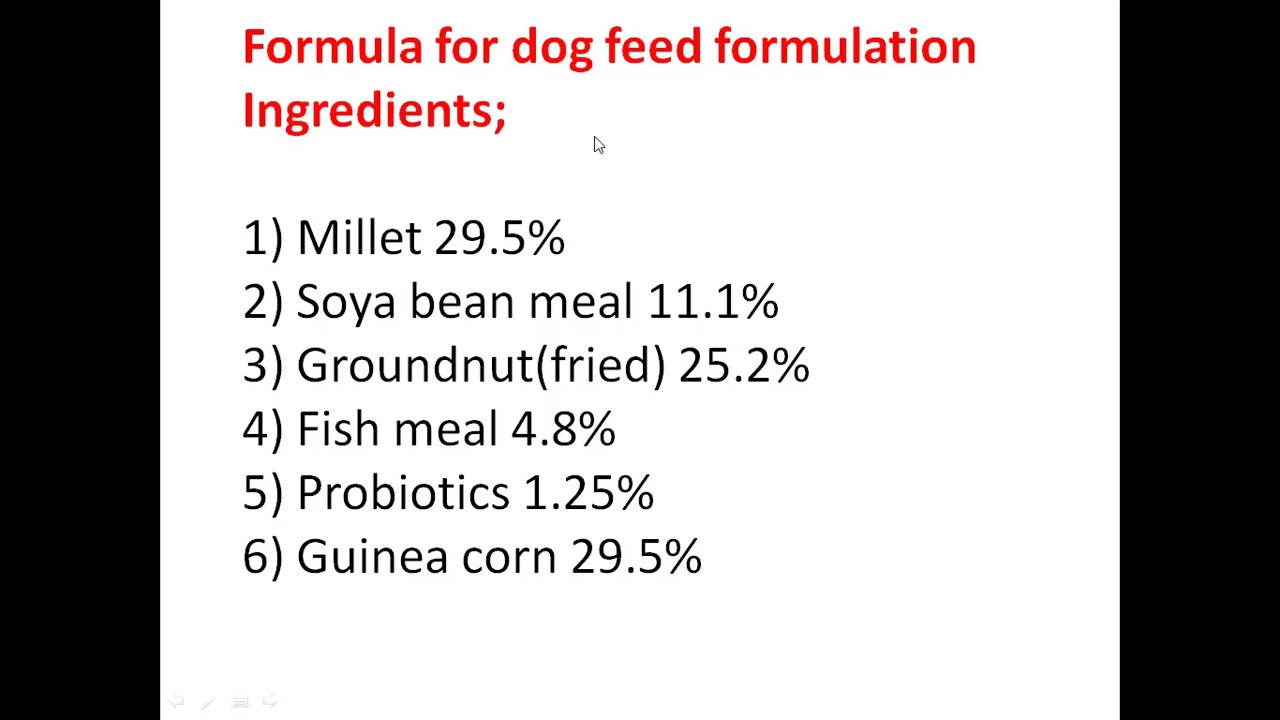 Formula for dog feed formulation
Ingredients;
1) Millet 29.5%
2) Soya bean meal 11.1%
3) Groundnut(fried) 25.2%
4) Fish meal 4.8%
5) Probiotics 1.25%
6) Guinea corn 29.5%